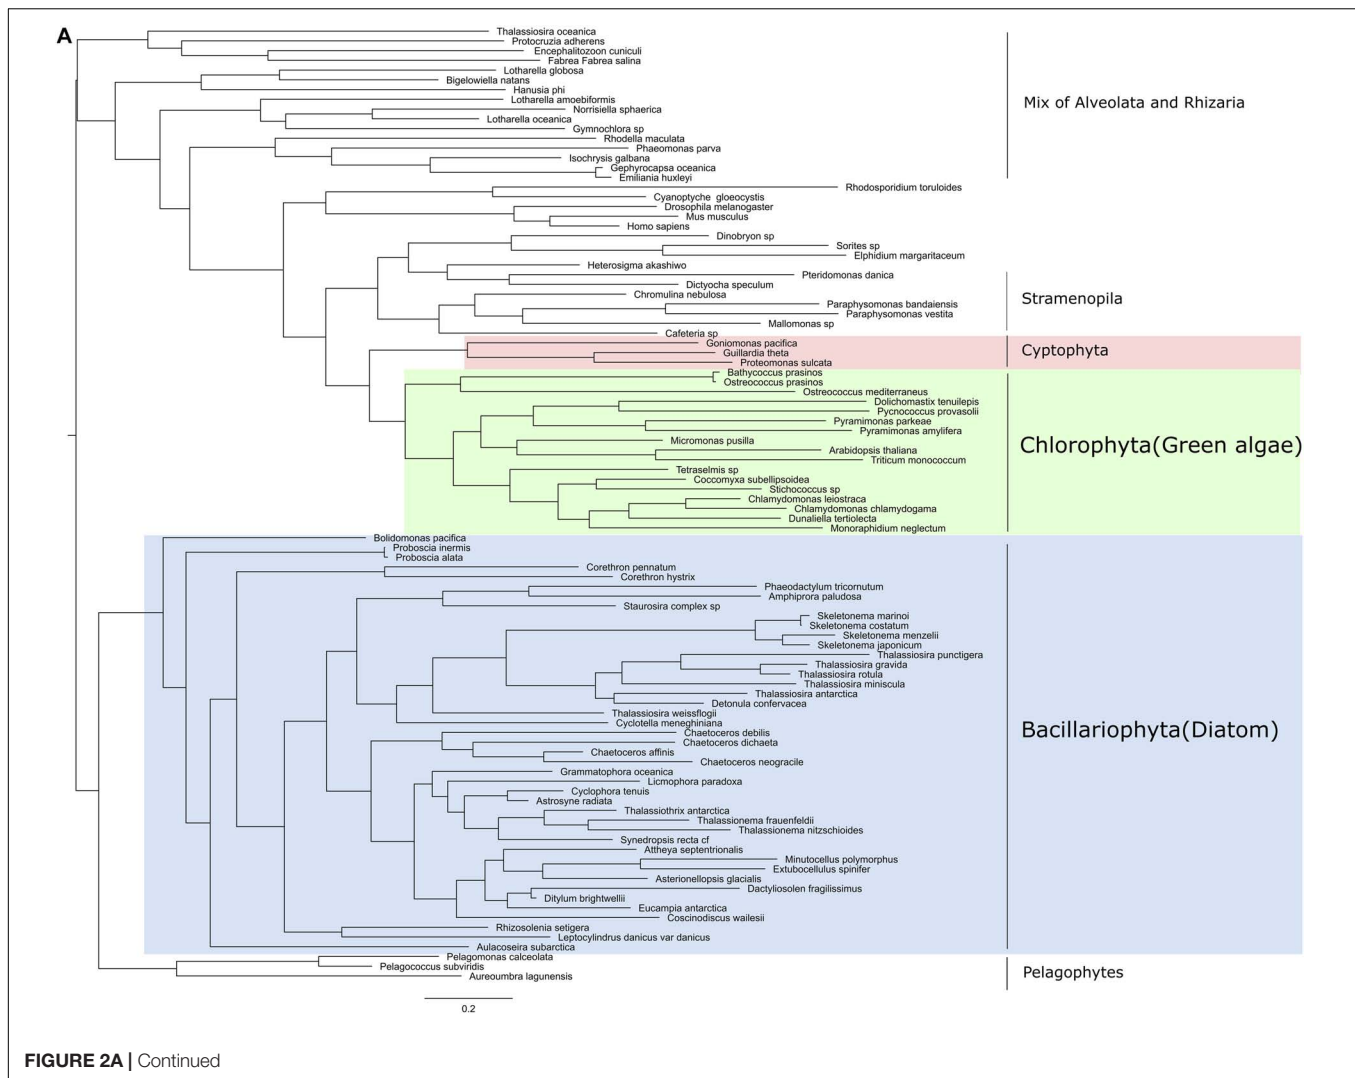 A
Thalassiosira oceanica
Protocruzia adherens
Encephalitozoon cuniculi
Fabrea Fabrea salina
Lotharella globosa
Bigelowiella natans
Hanusia phi
Lotharella amoebiformis
Norrisiella sphaerica
Lotharella oceanica
Gymnochlora sp
Rhodella maculata
Phaeomonas parva
Isochrysis galbana
Gephyrocapsa oceanica
Emiliania huxleyi
Mix of Alveolata and Rhizaria
Rhodosporidium toruloides
Cyanoptyche gloeocystis
Drosophila melanogaster
Mus musculus
Homo sapiens
Dinobryon sp
Sorites sp
Elphidium margaritaceum
Heterosigma akashiwo
Pteridomonas danica
Dictyocha speculum
Chromulina nebulosa
Paraphysomonas bandaiensis
Paraphysomonas vestita
Mallomonas sp
Cafeteria sp
Stramenopila
Goniomonas pacifica
Guillardia theta
Proteomonas sulcata
Cyptophyta
Bathycoccus prasinos
Ostreococcus prasinos
Ostreococcus mediterraneus
Dolichomastix tenuilepis
Pycnococcus provasolii
Pyramimonas parkeae
Pyramimonas amylifera
Micromonas pusilla
Arabidopsis thaliana
Triticum monococcum
Tetraselmis sp
Coccomyxa subellipsoidea
Stichococcus sp
Chlamydomonas leiostraca
Chlamydomonas chlamydogama
Dunaliella tertiolecta
Monoraphidium neglectum
Chlorophyta(Green algae)
Bolidomonas pacifica
Proboscia inermis
Proboscia alata
Corethron pennatum
Corethron hystrix
Phaeodactylum tricornutum
Amphiprora paludosa
Staurosira complex sp
Skeletonema marinoi
Skeletonema costatum
Skeletonema menzelii
Skeletonema japonicum
Thalassiosira punctigera
Thalassiosira gravida
Thalassiosira rotula
Thalassiosira miniscula
Thalassiosira antarctica
Detonula confervacea
Thalassiosira weissflogii
Cyclotella meneghiniana
Chaetoceros debilis
Chaetoceros dichaeta
Chaetoceros affinis
Chaetoceros neogracile
Grammatophora oceanica
Licmophora paradoxa
Cyclophora tenuis
Astrosyne radiata
Thalassiothrix antarctica
Thalassionema frauenfeldii
Thalassionema nitzschioides
Synedropsis recta cf
Attheya septentrionalis
Minutocellus polymorphus
Extubocellulus spinifer
Asterionellopsis glacialis
Dactyliosolen fragilissimus
Ditylum brightwellii
Eucampia antarctica
Coscinodiscus wailesii
Rhizosolenia setigera
Leptocylindrus danicus var danicus
Aulacoseira subarctica
Bacillariophyta(Diatom)
Pelagomonas calceolata
Pelagococcus subviridis
Aureoumbra lagunensis
Pelagophytes
0.2
FIGURE 2A | Continued